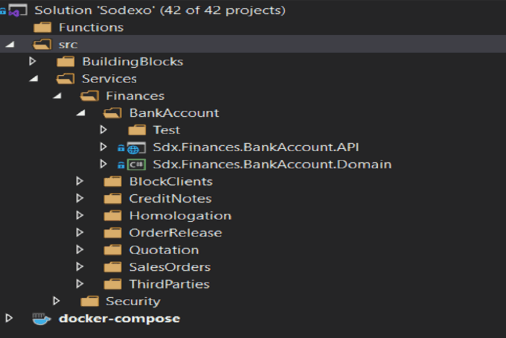 Solution 'Sodexo' (42 of 42 projects)
Functions
src
BuildingBlocks
Services
Finances
BankAccount
Test
Sdx.Finances.BankAccount.API
C# Sdx.Finances.BankAccount.Domain
BlockClients
CreditNotes
Homologation
OrderRelease
Quotation
SalesOrders
ThirdParties
Security
docker-compose